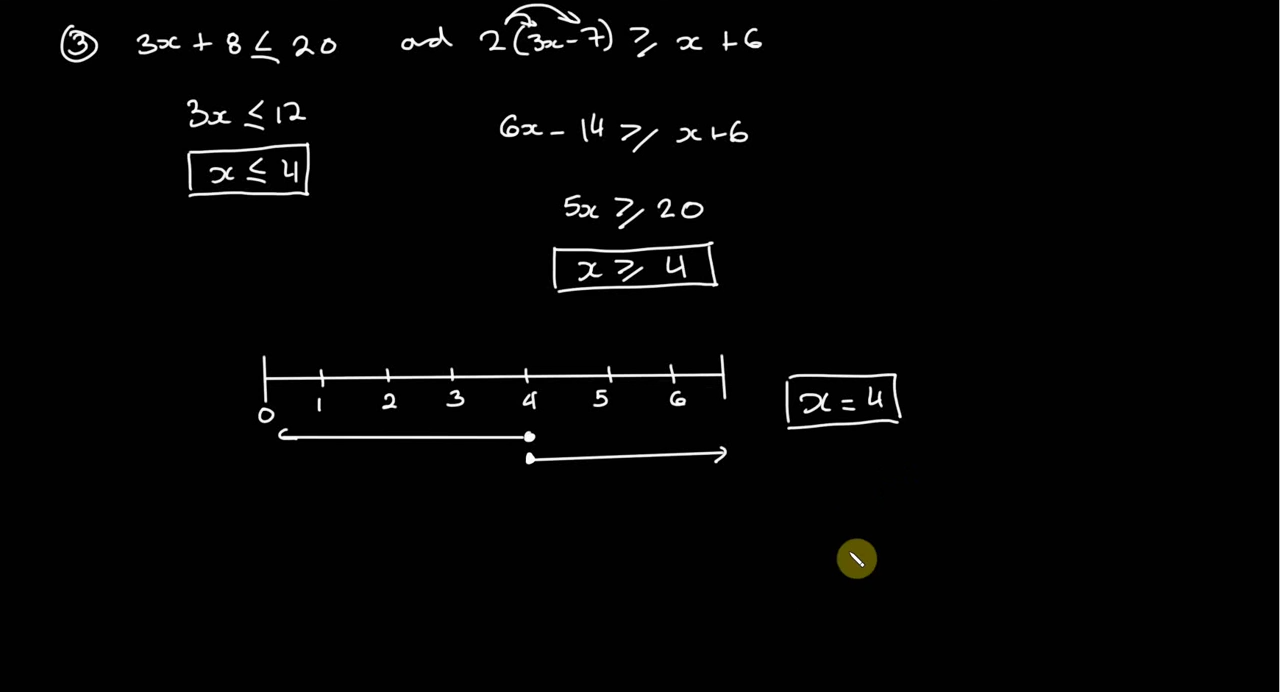 ③ 3x + 8 ≤ 20 and 2(3x - 7) ≥ x + 6
3x ≤ 12
6x - 14 ≥ x + 6
x ≤ 4
5x ≥ 20
x ≥ 4
0 1 2 3 4 5 6
x = 4